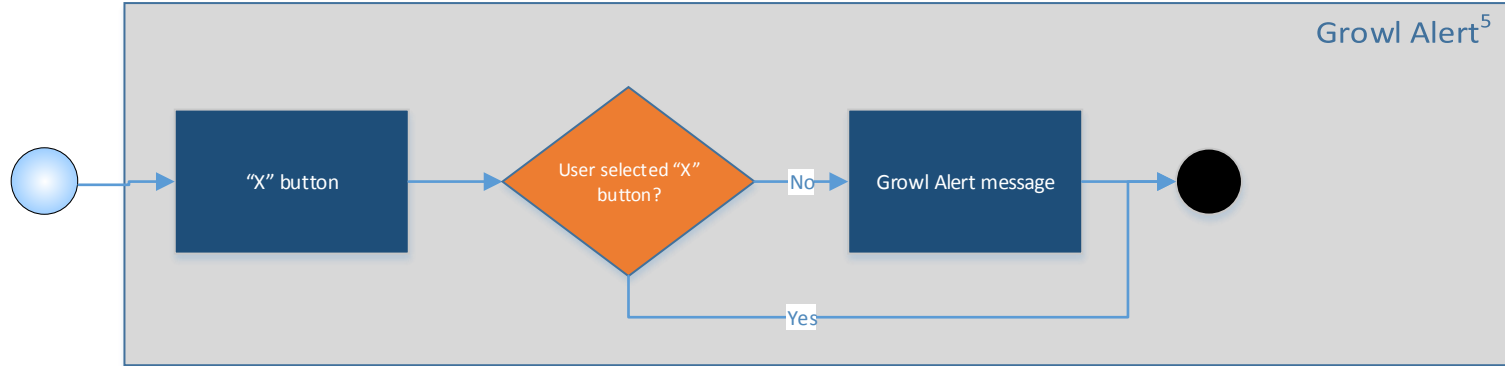 Growl Alert⁵
“X” button
User selected “X”
button?
No
Growl Alert message
Yes